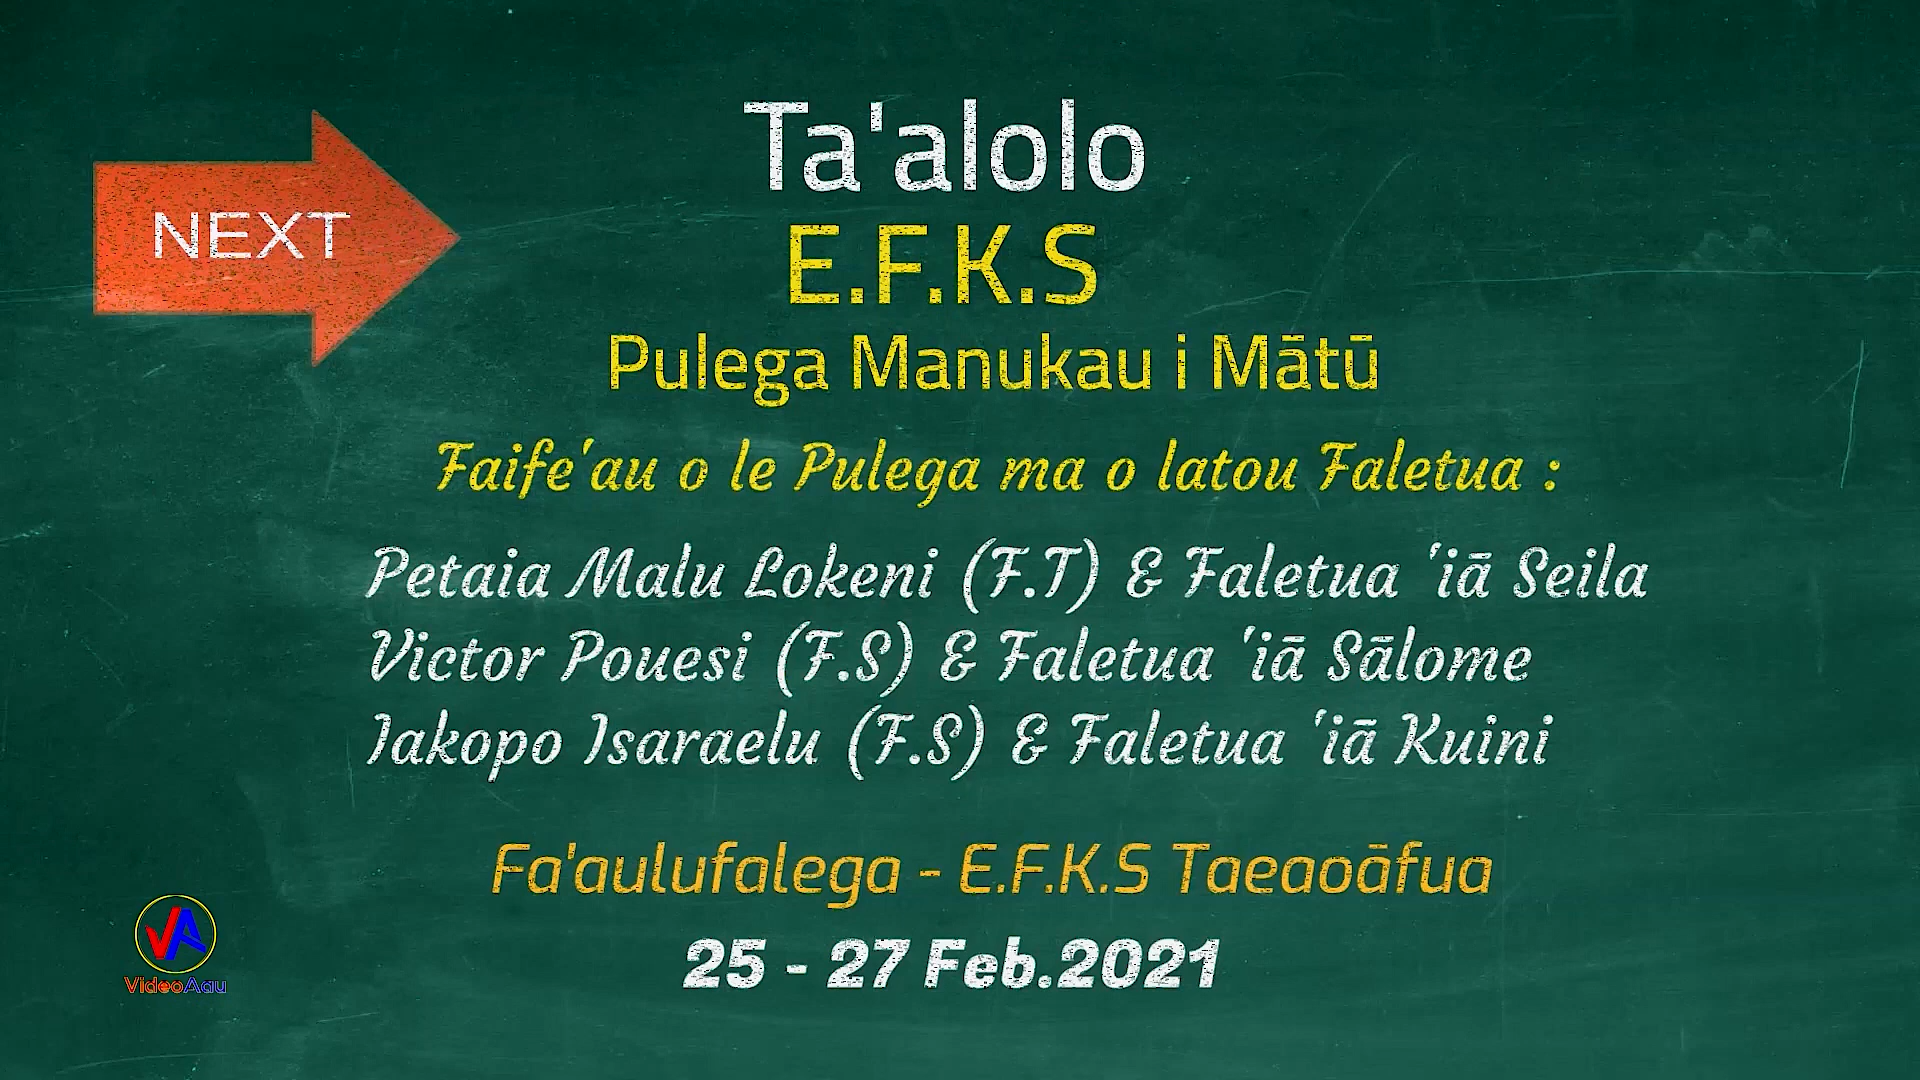 Ta'alolo
NEXT
E.F.K.S
Pulega Manukau i Mātū
Faife'au o le Pulega ma o latou Faletua :
Petaia Malu Lokeni (F.T) & Faletua 'iā Seila
Victor Pouesi (F.S) & Faletua 'iā Sālome
Iakopo Isaraelu (F.S) & Faletua 'iā Kuini
Fa'aulufalega - E.F.K.S Taeaoāfua
25 - 27 Feb.2021
VA
VideoAau